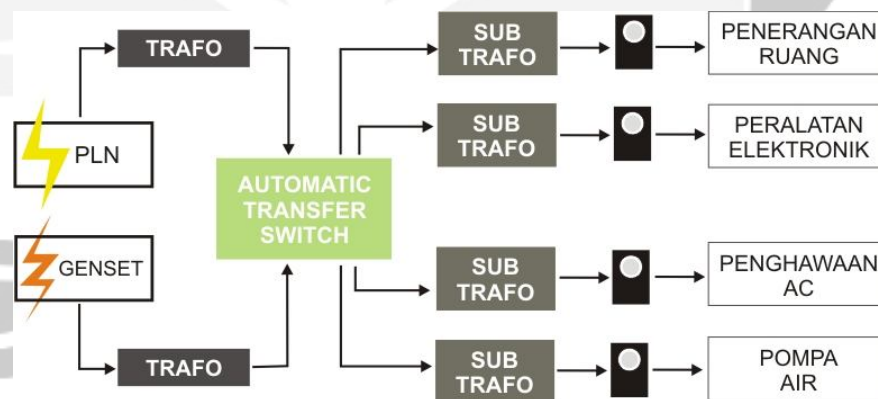 TRAFO
PLN
GENSET
TRAFO
AUTOMATIC
TRANSFER
SWITCH
SUB
TRAFO
PENERANGAN
RUANG
SUB
TRAFO
PERALATAN
ELEKTRONIK
SUB
TRAFO
PENGHAWAAN
AC
SUB
TRAFO
POMPA
AIR